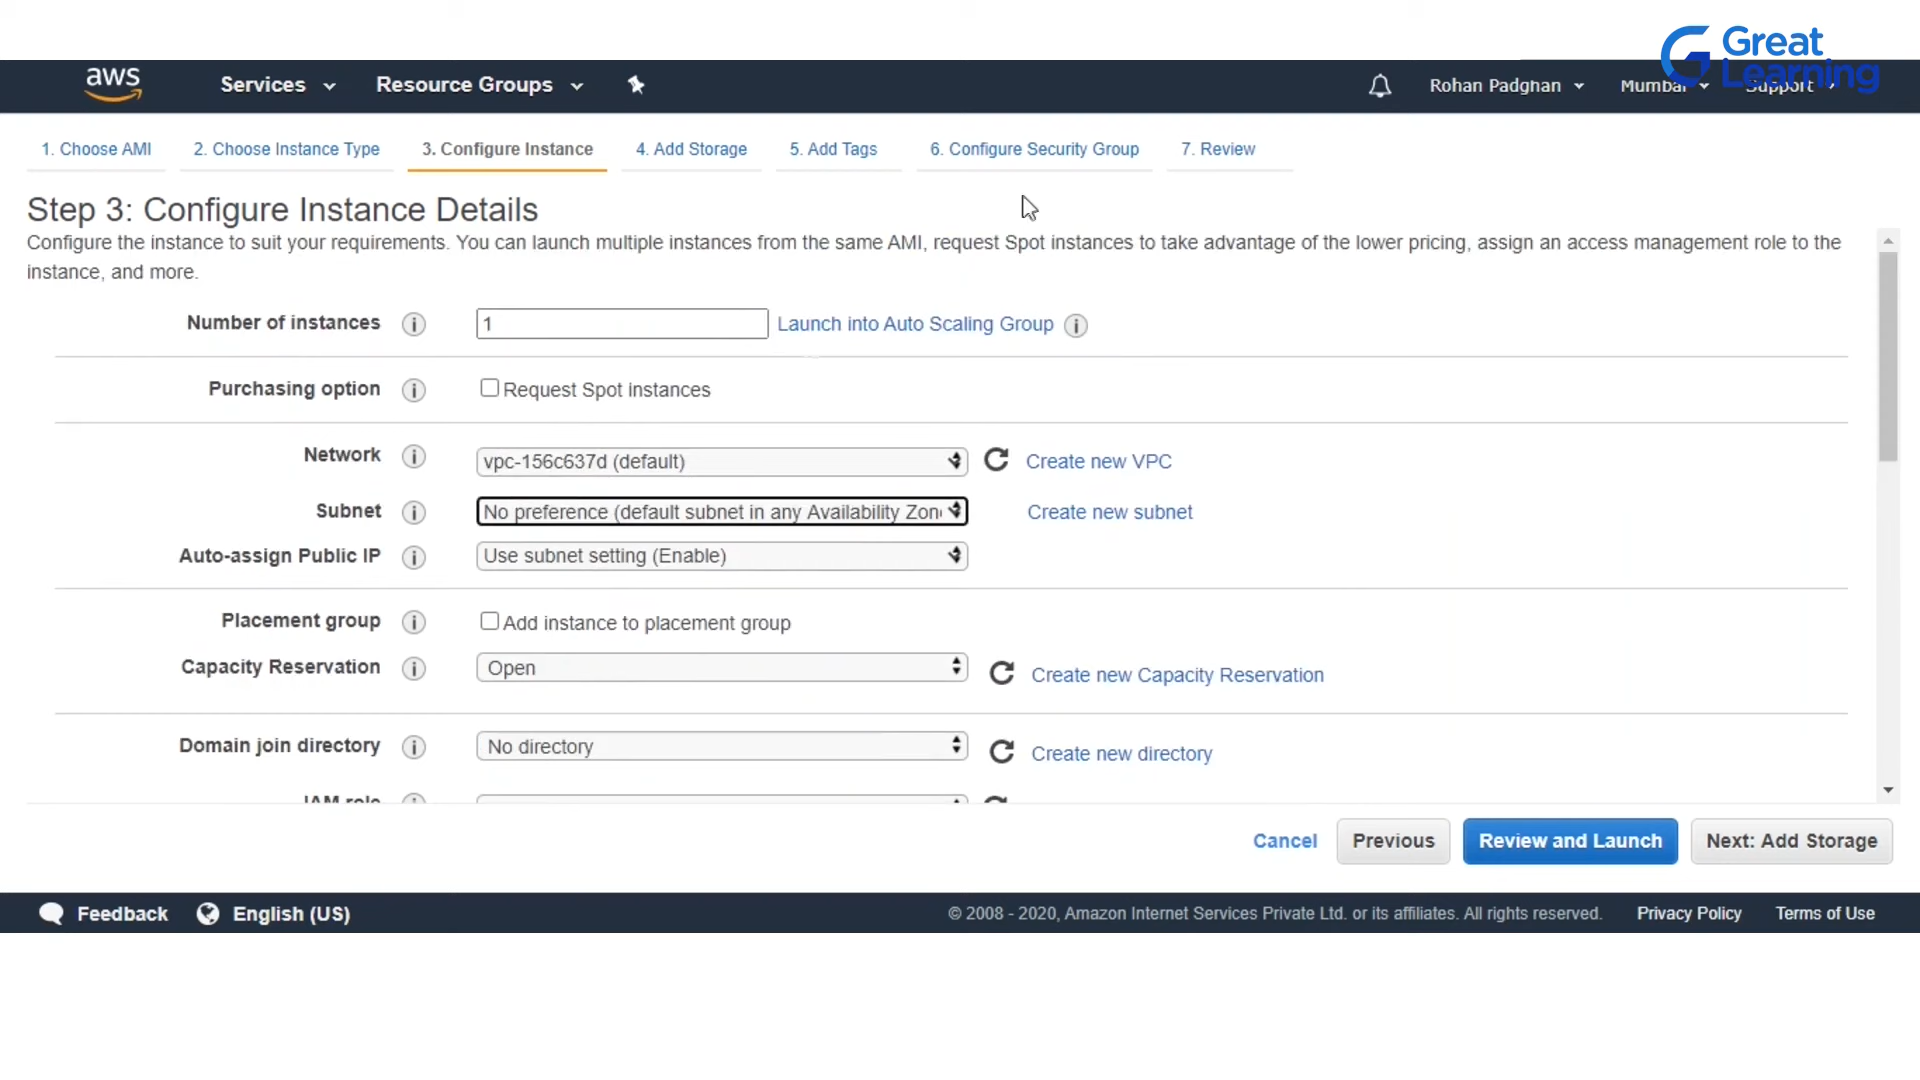 Great
Learning
aws
Services
Resource Groups
Rohan Padghan
Mumbai
Support
1. Choose AMI
2. Choose Instance Type
3. Configure Instance
4. Add Storage
5. Add Tags
6. Configure Security Group
7. Review
Step 3: Configure Instance Details
Configure the instance to suit your requirements. You can launch multiple instances from the same AMI, request Spot instances to take advantage of the lower pricing, assign an access management role to the
instance, and more.
Number of instances
1
Launch into Auto Scaling Group
Purchasing option
Request Spot instances
Network
vpc-156c637d (default)
Create new VPC
Subnet
No preference (default subnet in any Availability Zon
Create new subnet
Auto-assign Public IP
Use subnet setting (Enable)
Placement group
Add instance to placement group
Capacity Reservation
Open
Create new Capacity Reservation
Domain join directory
No directory
Create new directory
IAM role
Cancel
Previous
Review and Launch
Next: Add Storage
Feedback
English (US)
© 2008 - 2020, Amazon Internet Services Private Ltd. or its affiliates. All rights reserved.
Privacy Policy
Terms of Use